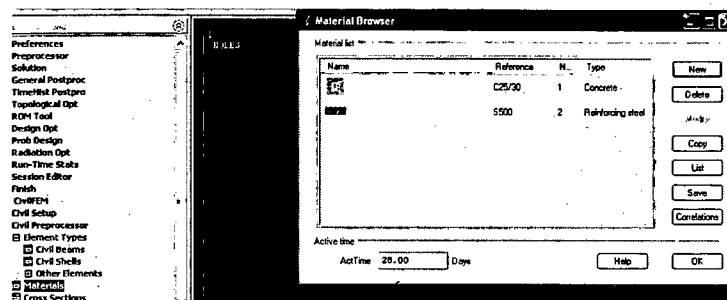 Preferences
Preprocessor
Solution
General Postproc
TimeHist Postpro
Topological Opt
ROM Tool
Design Opt
Prob Design
Radiation Opt
Run-Time Stats
Session Editor
Finish
CivilFEM
Civil Setup
Civil Preprocessor
Element Types
Civil Beams
Civil Shells
Other Elements
Materials
Cross Sections
Material Browser
Material list
Name Reference N... Type
C25/30 1 Concrete
S500 2 Reinforcing steel
New
Delete
Modify
Copy
List
Save
Correlations
Active time
ActTime 28.00 Days
Help OK